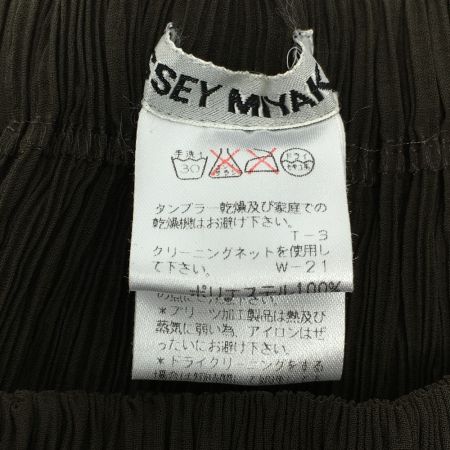 SEY MIYAK
手洗イ
30
タンブラー乾燥及び家庭での
乾燥機はお避け下さい。
T-3
クリーニングネットを使用し
て下さい。 W-21
ポリエステル100%
*プリーツ加工製品は熱及び
蒸気に弱い為、アイロンはぜ
ったいにお避け下さい。
*ドライクリーニングをする